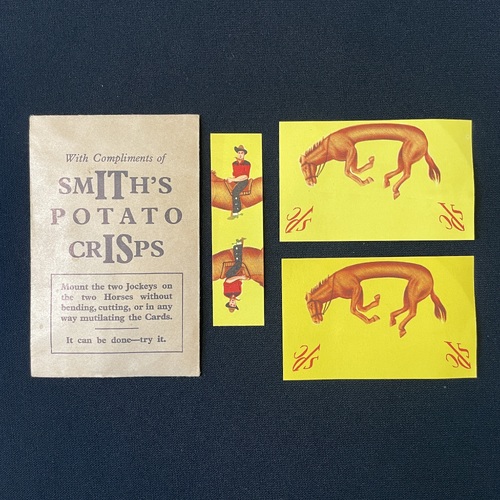 With Compliments of
SMITH'S
POTATO
CRISPS
Mount the two Jockeys on
the two Horses without
bending, cutting, or in any
way mutilating the Cards.
It can be done—try it.